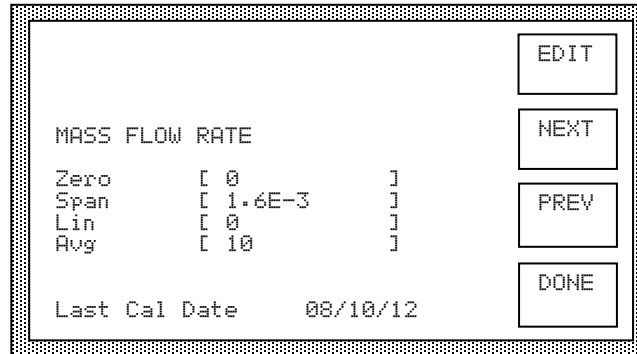 EDIT
MASS FLOW RATE
NEXT
Zero [ 0 ]
Span [ 1.6E-3 ]
PREV
Lin [ 0 ]
Avg [ 10 ]
DONE
Last Cal Date 08/10/12